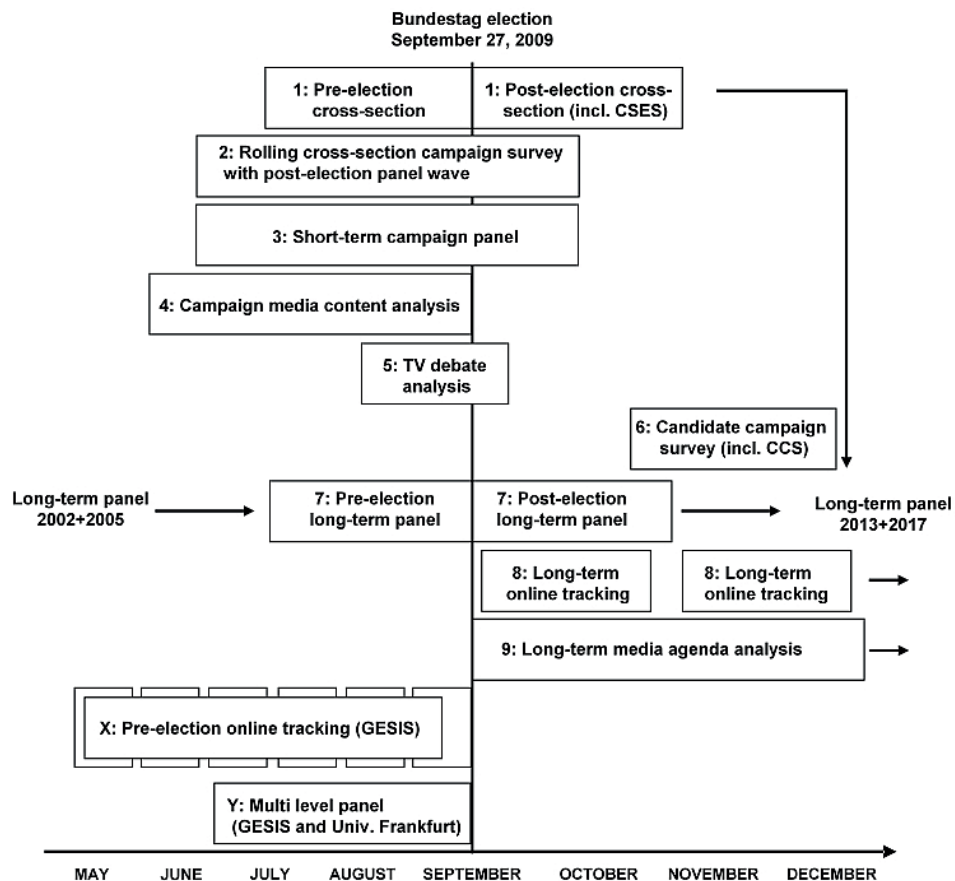 Bundestag election
September 27, 2009
1: Pre-election
cross-section
1: Post-election cross-
section (incl. CSES)
2: Rolling cross-section campaign survey
with post-election panel wave
3: Short-term campaign panel
4: Campaign media content analysis
5: TV debate
analysis
6: Candidate campaign
survey (incl. CCS)
Long-term panel
2002+2005
7: Pre-election
long-term panel
7: Post-election
long-term panel
Long-term panel
2013+2017
8: Long-term
online tracking
8: Long-term
online tracking
9: Long-term media agenda analysis
X: Pre-election online tracking (GESIS)
Y: Multi level panel
(GESIS and Univ. Frankfurt)
MAY JUNE JULY AUGUST SEPTEMBER OCTOBER NOVEMBER DECEMBER